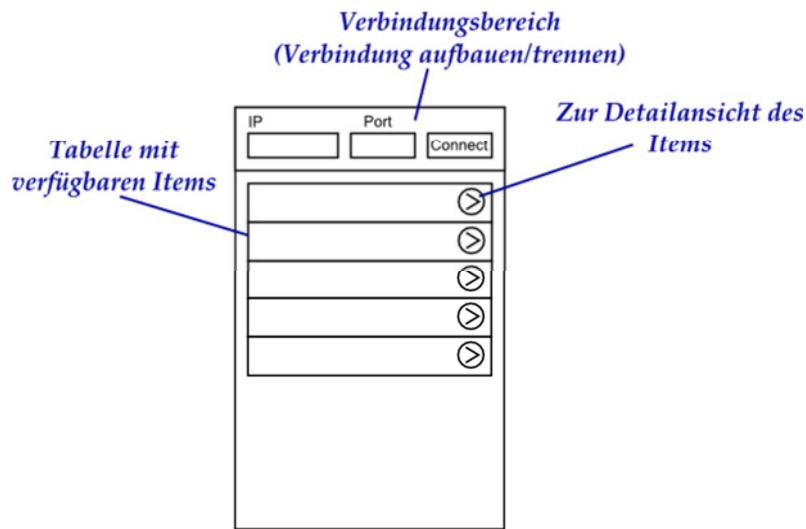 Verbindungsbereich
(Verbindung aufbauen/trennen)
Zur Detailansicht des
Items
IP
Port
Connect
Tabelle mit
verfügbaren Items